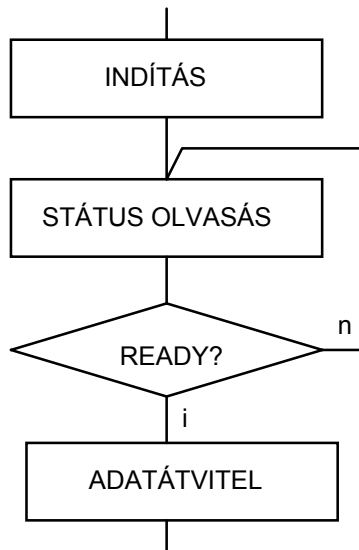 INDÍTÁS
STÁTUS OLVASÁS
READY?
n
i
ADATÁTVITEL